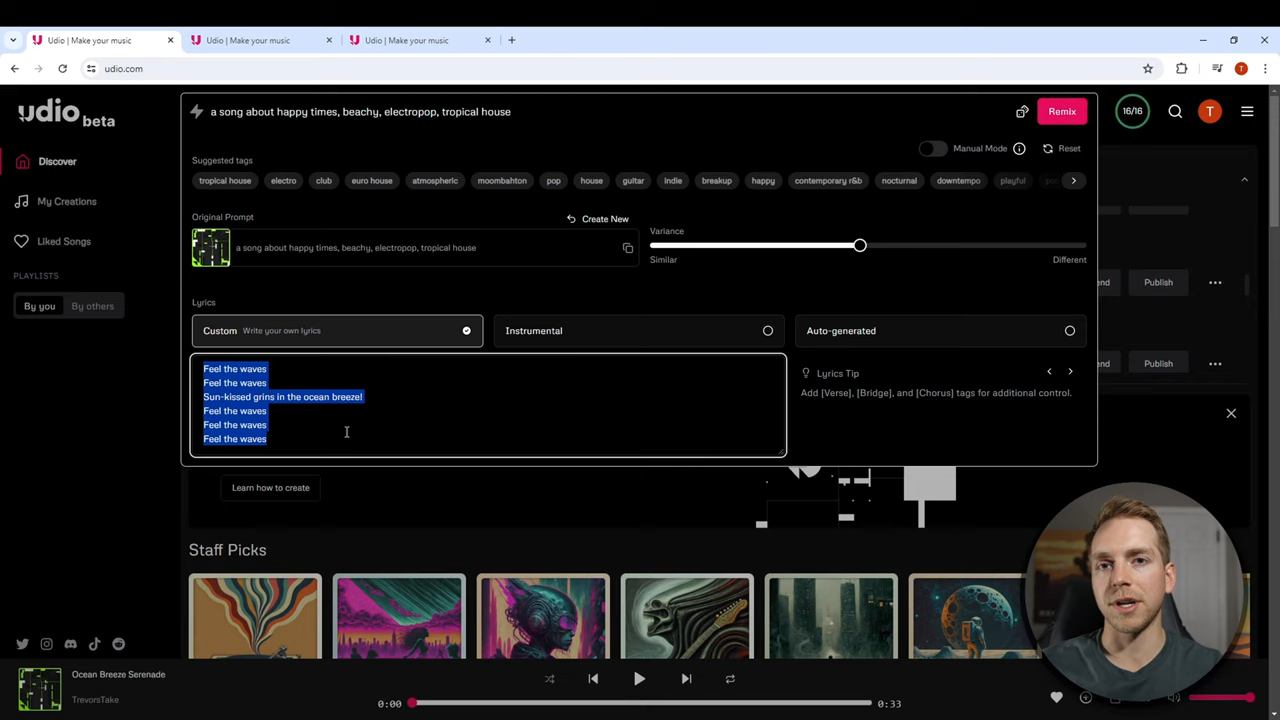 Udio | Make your music
Udio | Make your music
Udio | Make your music
udio.com
T
udio beta
a song about happy times, beachy, electropop, tropical house
Remix
16/16
T
Discover
My Creations
Liked Songs
PLAYLISTS
By you
By others
Manual Mode
Reset
Suggested tags
tropical house
electro
club
euro house
atmospheric
moombahton
pop
house
guitar
indie
breakup
happy
contemporary r&b
nocturnal
downtempo
playful
Original Prompt
Create New
a song about happy times, beachy, electropop, tropical house
Variance
Similar
Different
Lyrics
Custom Write your own lyrics
Instrumental
Auto-generated
Feel the waves
Feel the waves
Sun-kissed grins in the ocean breeze!
Feel the waves
Feel the waves
Feel the waves
Lyrics Tip
Add [Verse], [Bridge], and [Chorus] tags for additional control.
Publish
Publish
Learn how to create
Staff Picks
Ocean Breeze Serenade
TrevorsTake
0:00
0:33